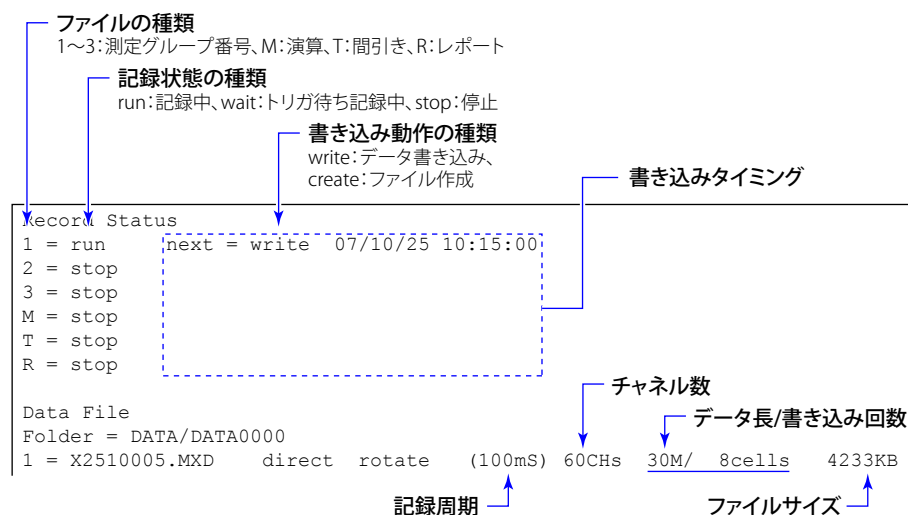 ファイルの種類
1～3：測定グループ番号、M：演算、T：間引き、R：レポート
記録状態の種類
run：記録中、wait：トリガ待ち記録中、stop：停止
書き込み動作の種類
write：データ書き込み、
create：ファイル作成
書き込みタイミング
Record Status
1 = run next = write 07/10/25 10:15:00
2 = stop
3 = stop
M = stop
T = stop
R = stop
チャネル数
Data File
データ長/書き込み回数
Folder = DATA/DATA0000
1 = X2510005.MXD direct rotate (100mS) 60CHs 30M/ 8cells 4233KB
記録周期
ファイルサイズ